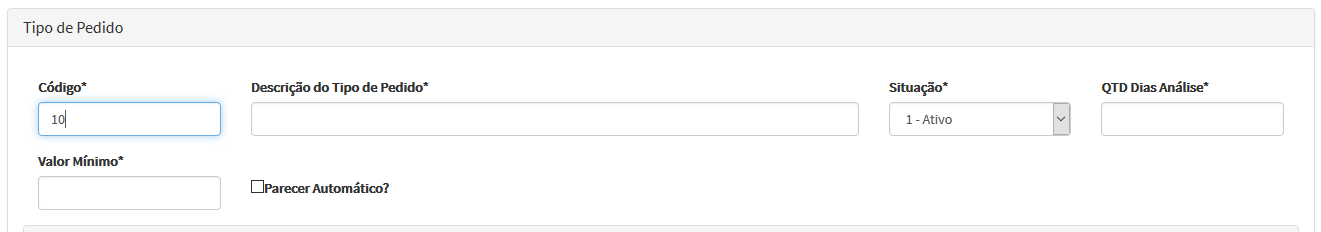 Tipo de Pedido
Código* Descrição do Tipo de Pedido* Situação* QTD Dias Análise*
10 1 - Ativo
Valor Mínimo*
Parecer Automático?